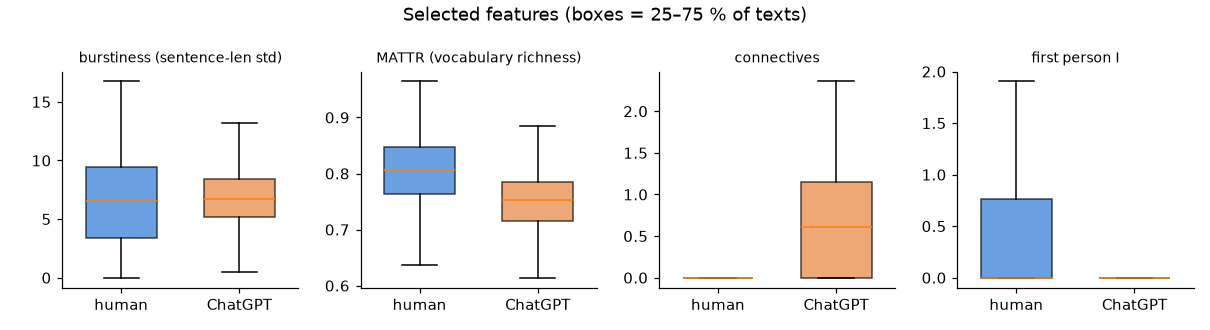 Selected features (boxes = 25–75 % of texts)
burstiness (sentence-len std)
15
10
5
0
human ChatGPT
MATTR (vocabulary richness)
0.9
0.8
0.7
0.6
human ChatGPT
connectives
2.0
1.5
1.0
0.5
0.0
human ChatGPT
first person I
2.0
1.5
1.0
0.5
0.0
human ChatGPT